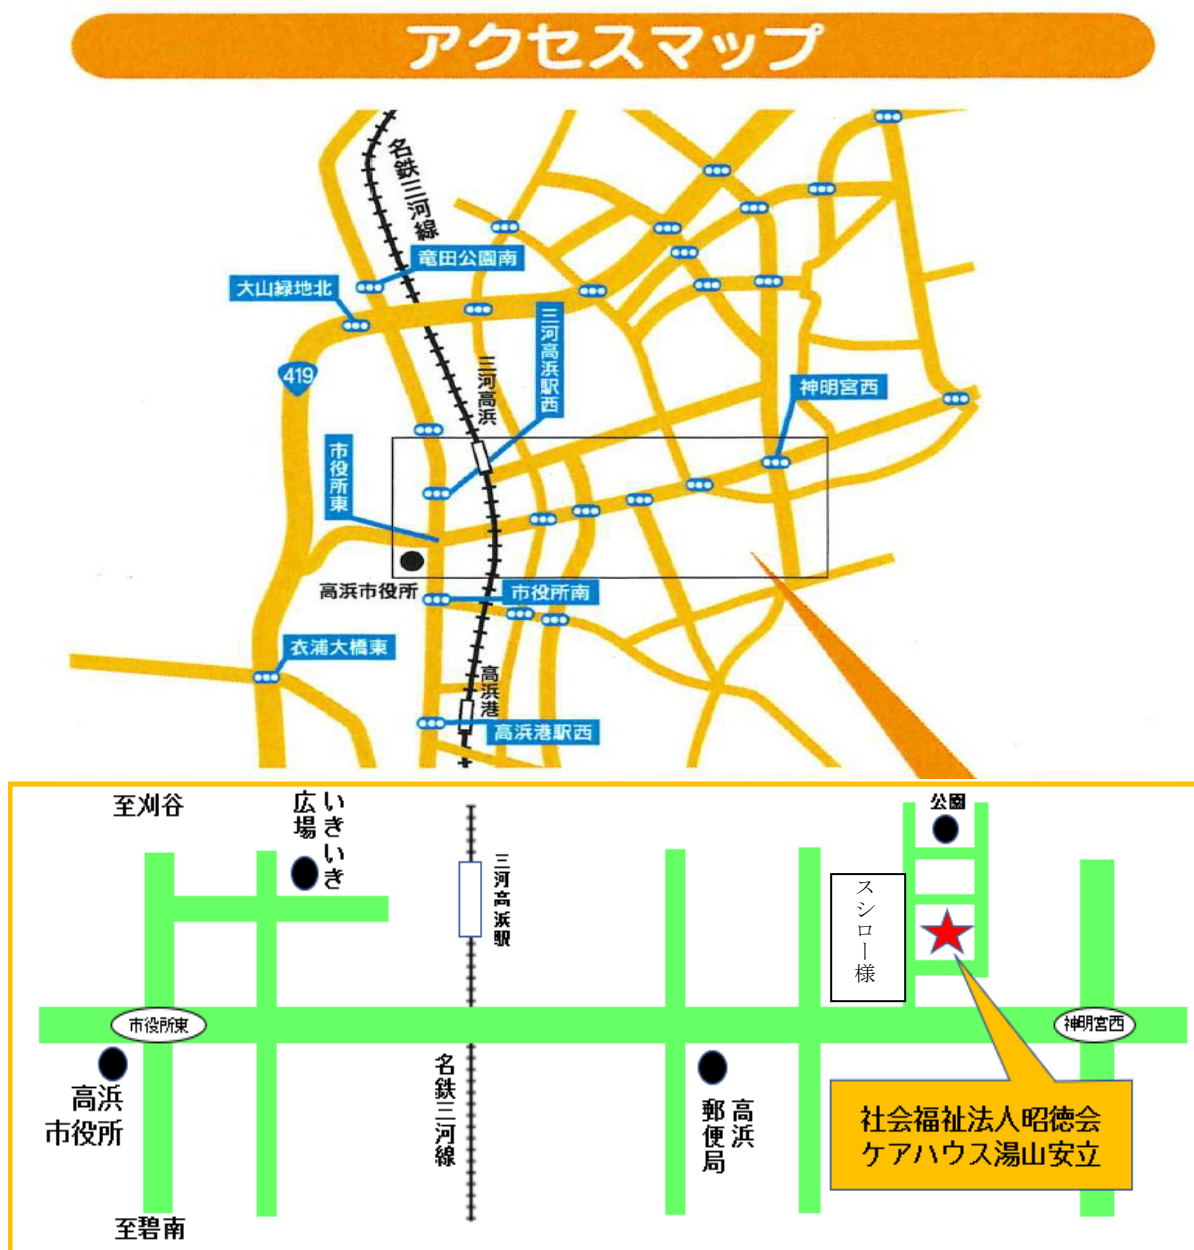 アクセスマップ
名鉄三河線
竜田公園南
大山緑地北
三河高浜駅西
419
三河高浜
神明宮西
市役所東
高浜市役所
市役所南
衣浦大橋東
高浜港
高浜港駅西
至刈谷
いきいき
広場
公園
三河高浜駅
スシロー様
市役所東
神明宮西
高浜
市役所
名鉄三河線
高浜
郵便局
社会福祉法人昭徳会
ケアハウス湯山安立
至碧南